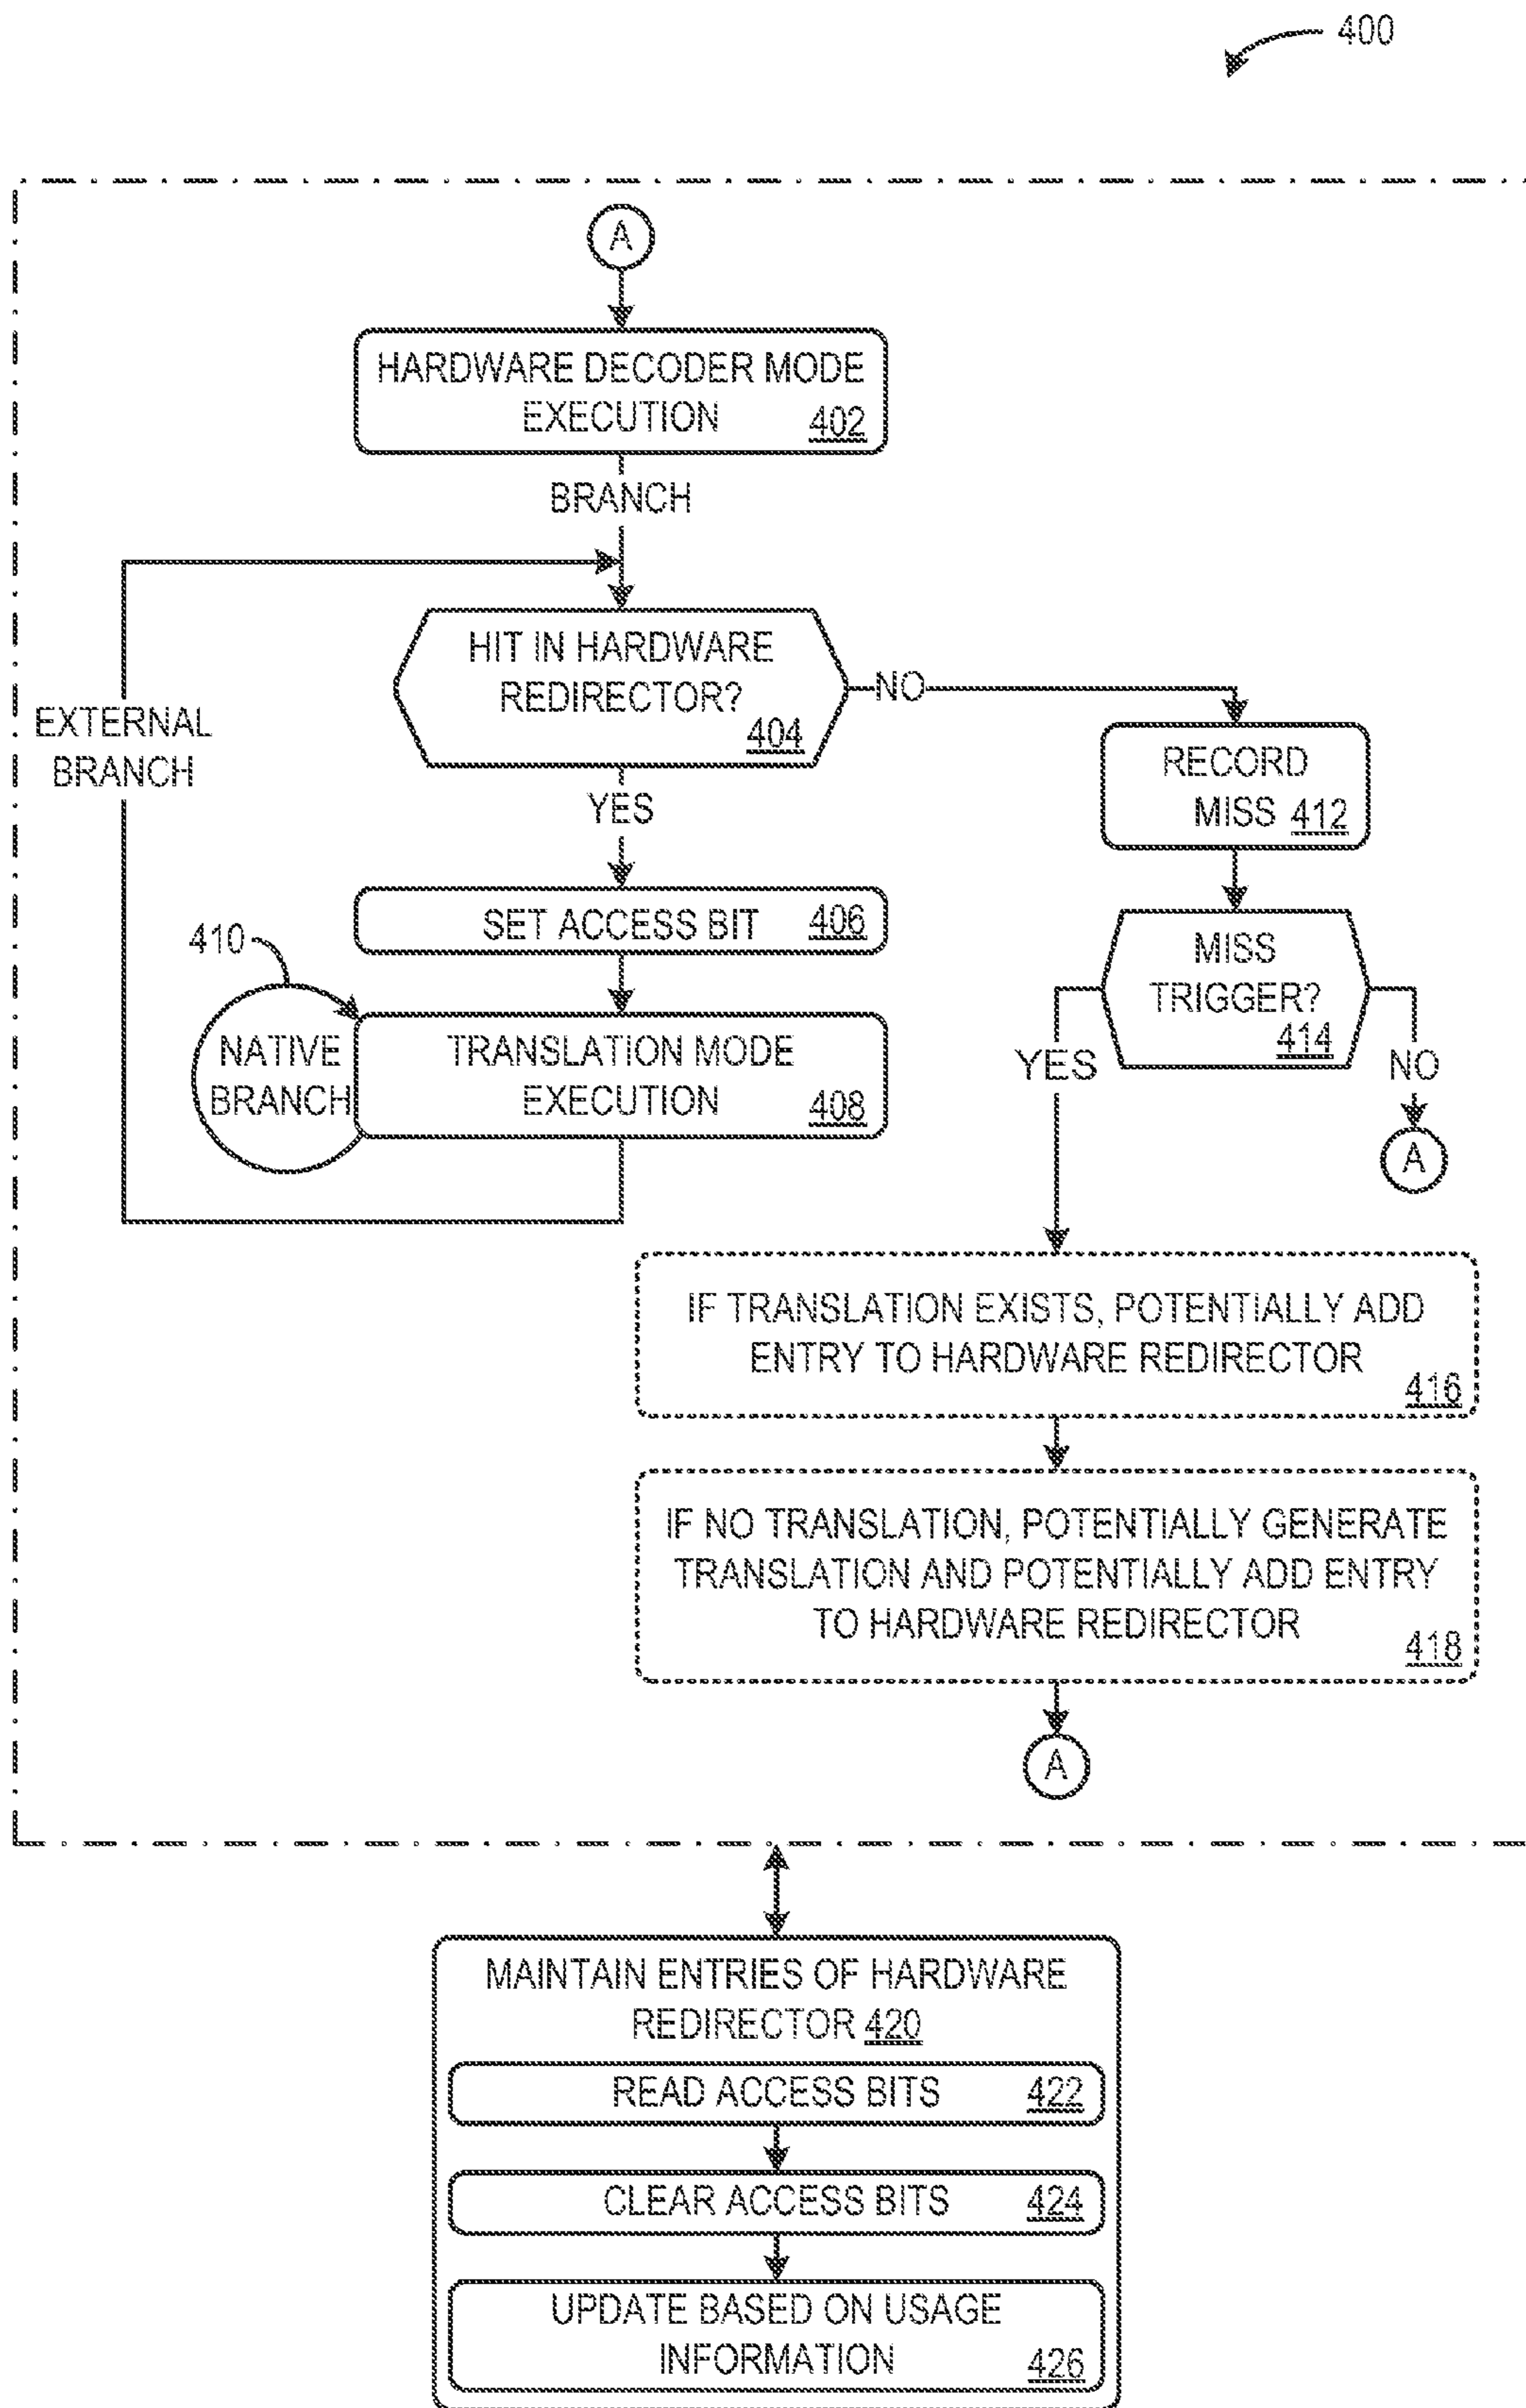 400
A
HARDWARE DECODER MODE
EXECUTION 402
BRANCH
HIT IN HARDWARE
REDIRECTOR?
404
NO
EXTERNAL
BRANCH
YES
RECORD
MISS 412
SET ACCESS BIT 406
410
NATIVE
BRANCH
TRANSLATION MODE
EXECUTION 408
MISS
TRIGGER?
414
YES
NO
A
IF TRANSLATION EXISTS, POTENTIALLY ADD
ENTRY TO HARDWARE REDIRECTOR
416
IF NO TRANSLATION, POTENTIALLY GENERATE
TRANSLATION AND POTENTIALLY ADD ENTRY
TO HARDWARE REDIRECTOR
418
A
MAINTAIN ENTRIES OF HARDWARE
REDIRECTOR 420
READ ACCESS BITS 422
CLEAR ACCESS BITS 424
UPDATE BASED ON USAGE
INFORMATION 426